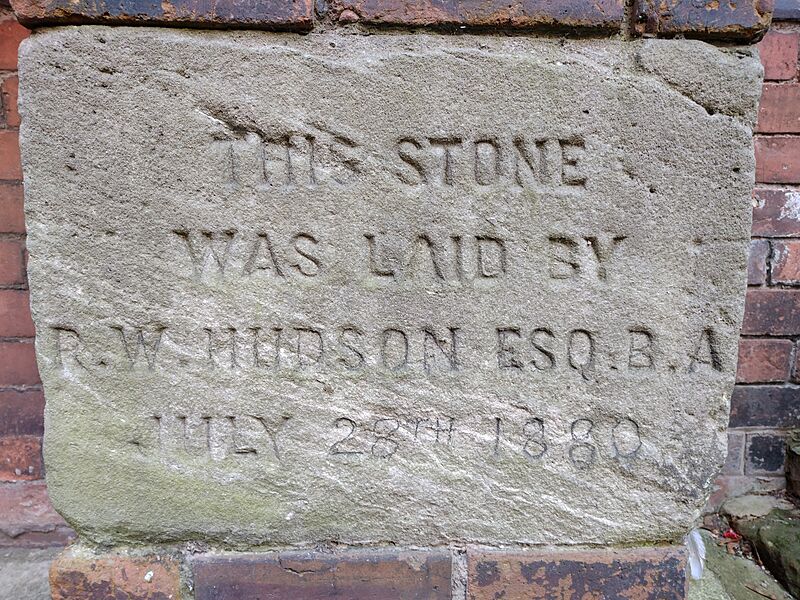 THIS STONE
WAS LAID BY
R.W. HUDSON ESQ. B.A
JULY 28TH 1880